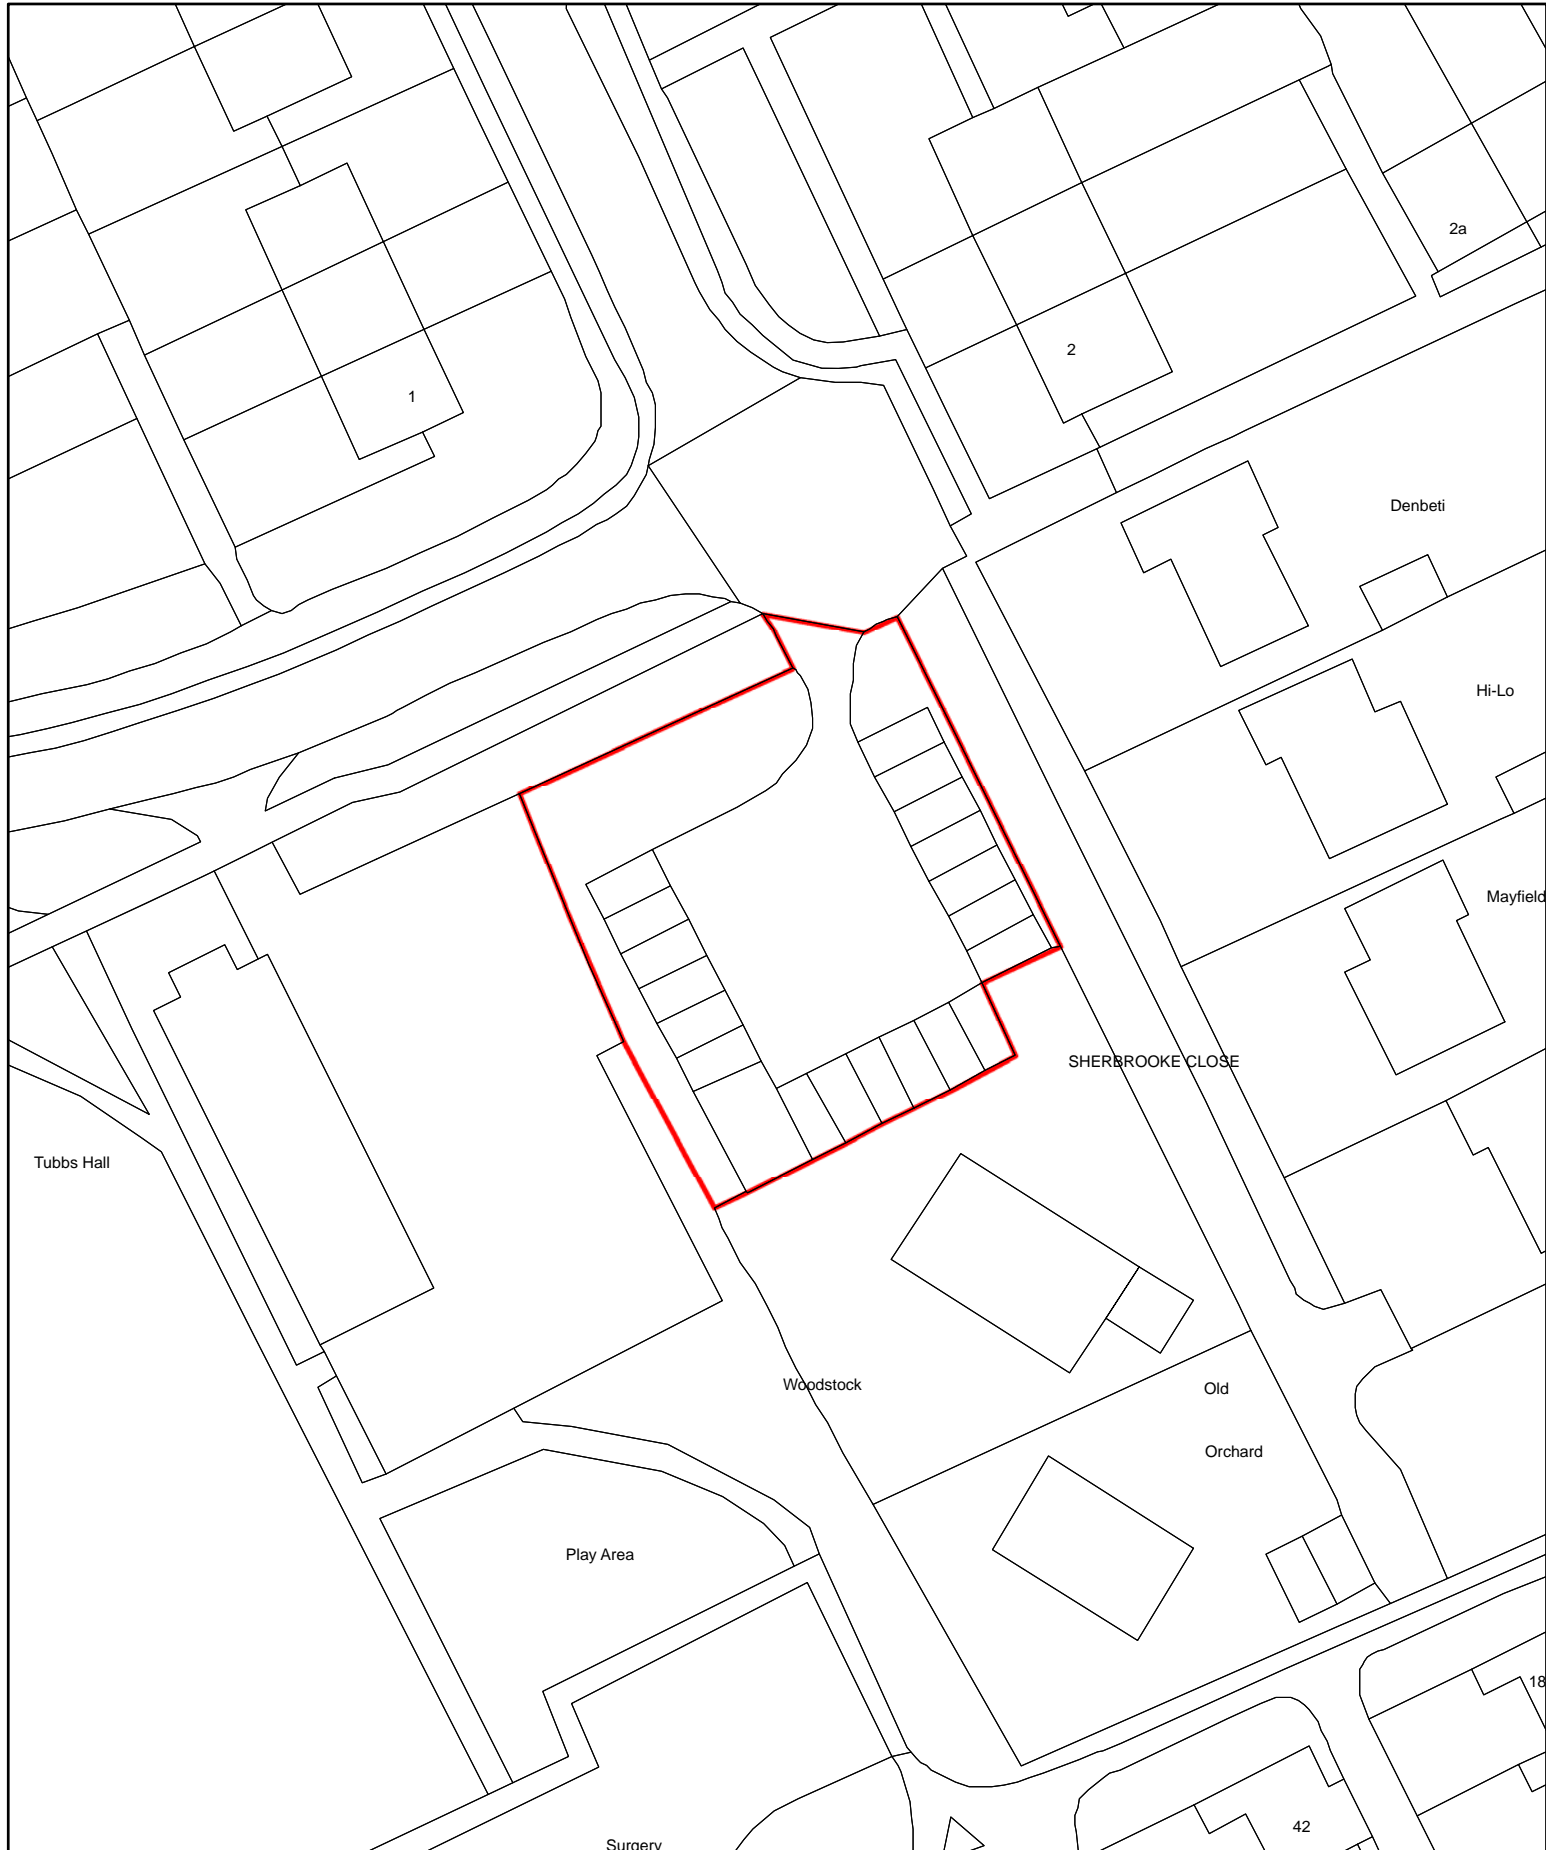 2a
2
1
Denbeti
Hi-Lo
Mayfield
SHERBROOKE CLOSE
Tubbs Hall
Woodstock
Old
Orchard
Play Area
18
42
Surgery